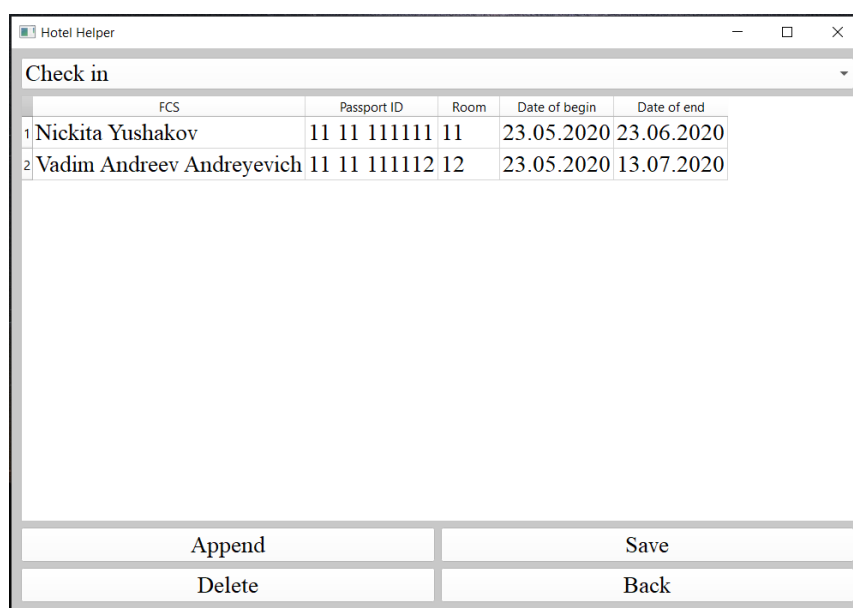 Hotel Helper
Check in
FCS Passport ID Room Date of begin Date of end
1 Nickita Yushakov 11 11 111111 11 23.05.2020 23.06.2020
2 Vadim Andreev Andreyevich 11 11 111112 12 23.05.2020 13.07.2020
Append Save
Delete Back